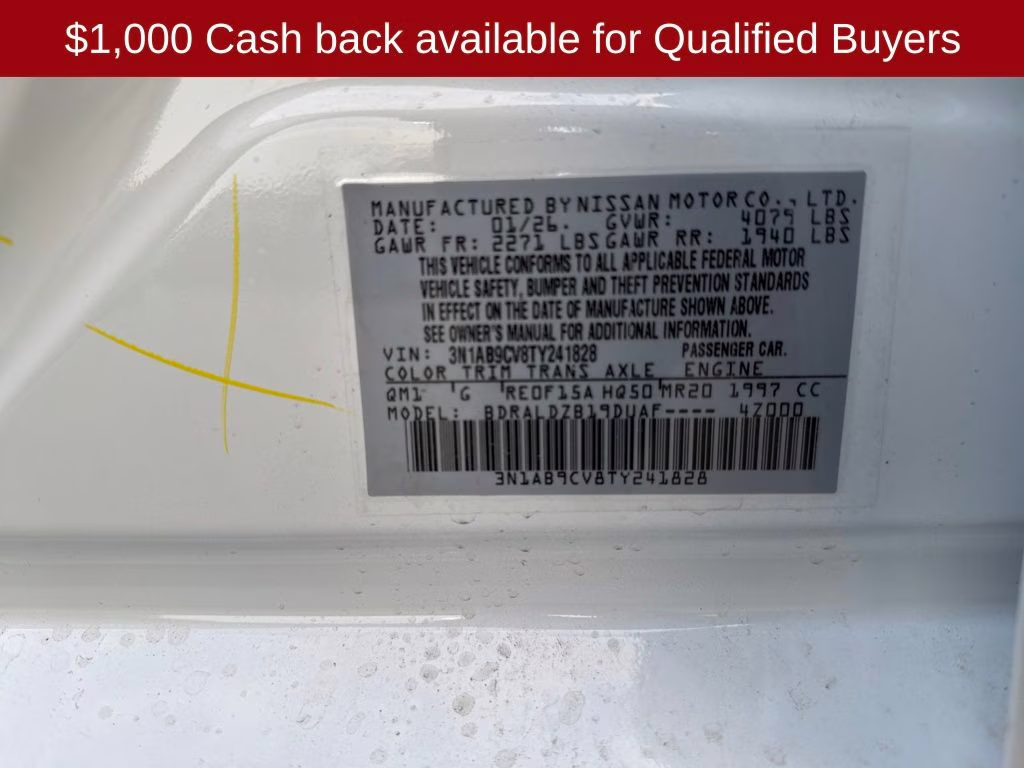 $1,000 Cash back available for Qualified Buyers
MANUFACTURED BY NISSAN MOTOR CO., LTD.
DATE: 01/26. GVWR: 4079 LBS
GAWR FR: 2271 LBS GAWR RR: 1940 LBS
THIS VEHICLE CONFORMS TO ALL APPLICABLE FEDERAL MOTOR
VEHICLE SAFETY, BUMPER AND THEFT PREVENTION STANDARDS
IN EFFECT ON THE DATE OF MANUFACTURE SHOWN ABOVE.
SEE OWNER'S MANUAL FOR ADDITIONAL INFORMATION.
VIN: 3N1AB9CV8TY241828 PASSENGER CAR.
COLOR TRIM TRANS AXLE ENGINE
QM1 G RE0F15A HQ50 MR20 1997 CC
MODEL: BDRALDZB19DUAF---- 4Z000
3N1AB9CV8TY241828